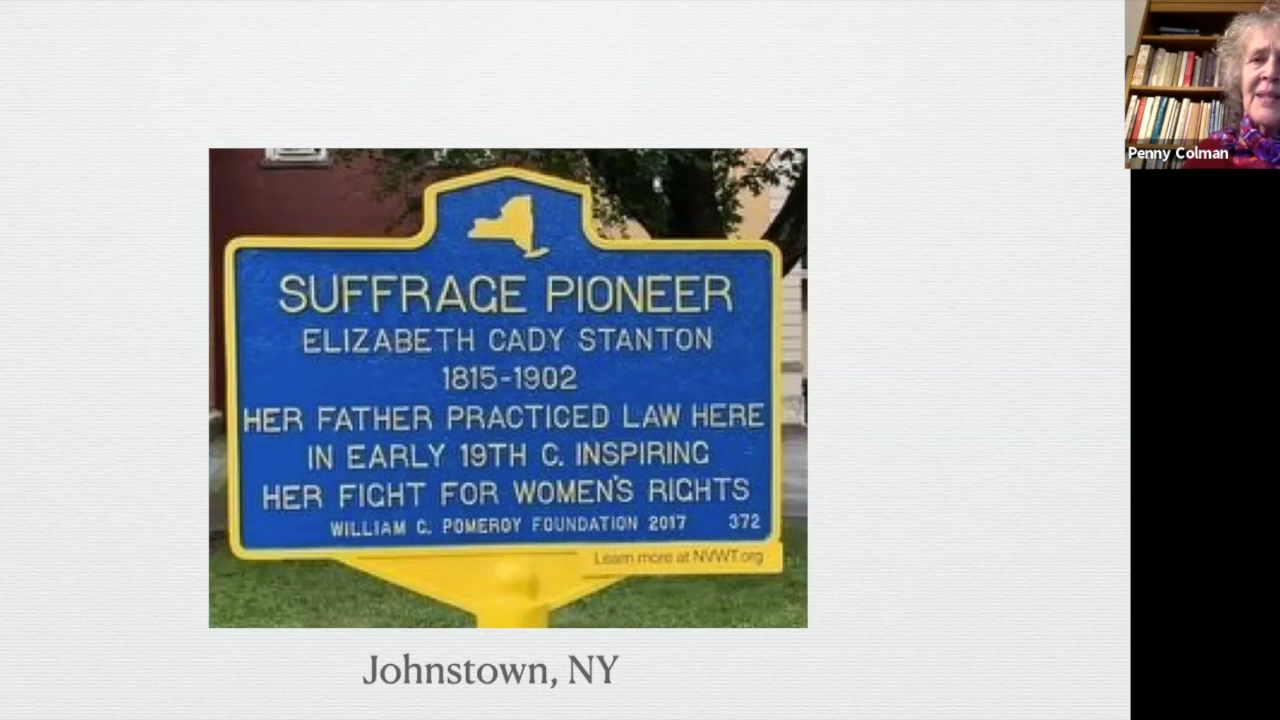 SUFFRAGE PIONEER
ELIZABETH CADY STANTON
1815-1902
HER FATHER PRACTICED LAW HERE
IN EARLY 19TH C. INSPIRING
HER FIGHT FOR WOMEN'S RIGHTS
WILLIAM G. POMEROY FOUNDATION 2017 372
Learn more at NVWT.org
Johnstown, NY
Penny Colman